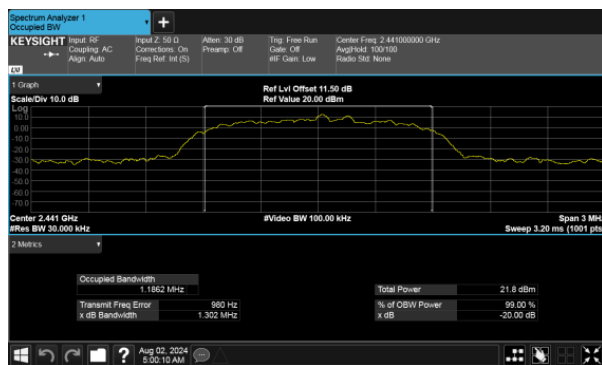 Spectrum Analyzer 1
Occupied BW
KEYSIGHT Input: RF Input Z: 50 Ω Atten: 30 dB Trig: Free Run Center Freq: 2.441000000 GHz
Coupling: AC Corrections: On Preamp: Off Gate: Off Avg|Hold: 100/100
Align: Auto Freq Ref: Int (S) #IF Gain: Low Radio Std: None
LXI
1 Graph Ref Lvl Offset 11.50 dB
Scale/Div 10.0 dB Ref Value 20.00 dBm
Log
10.0
0.00
-10.0
-20.0
-30.0
-40.0
-50.0
-60.0
-70.0
Center 2.441 GHz #Video BW 100.00 kHz Span 3 MH
#Res BW 30.000 kHz Sweep 3.20 ms (1001 pts
2 Metrics
Occupied Bandwidth
1.1862 MHz Total Power 21.8 dBm
Transmit Freq Error 980 Hz % of OBW Power 99.00 %
x dB Bandwidth 1.302 MHz x dB -20.00 dB
? Aug 02, 2024
5:00:10 AM